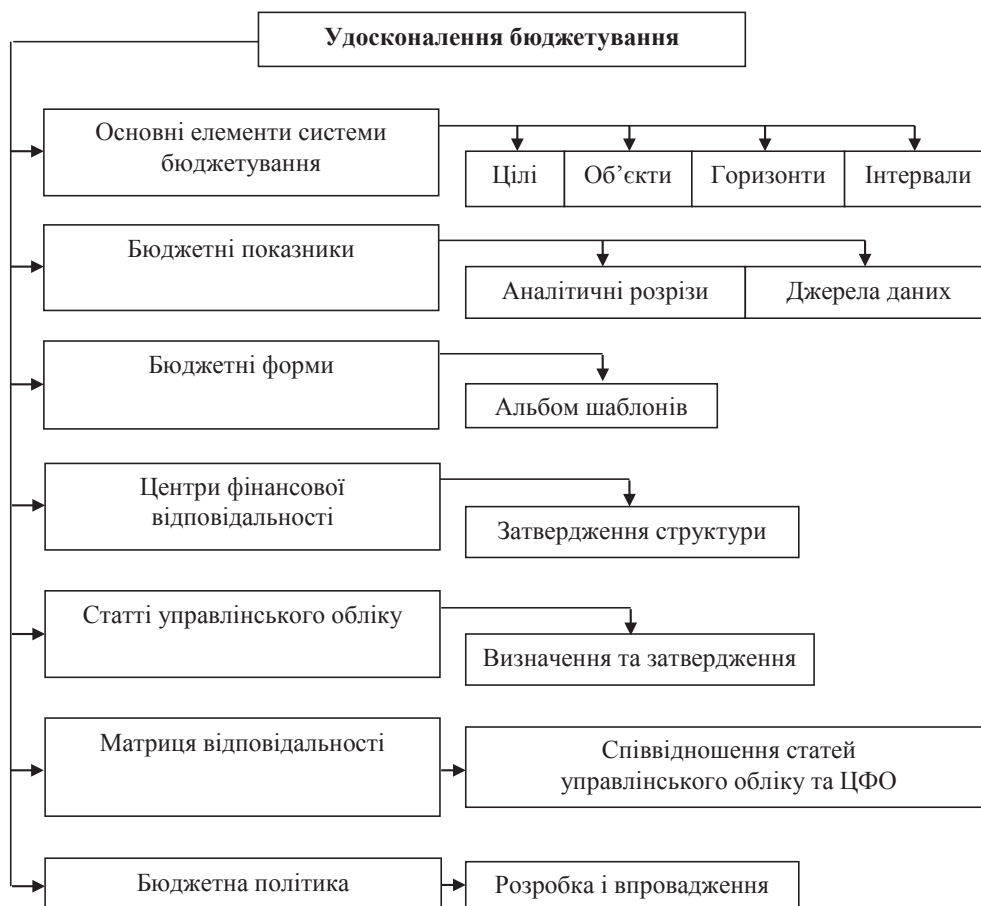 Удосконалення бюджетування
Основні елементи системи
бюджетування
Цілі
Об’єкти
Горизонти
Інтервали
Бюджетні показники
Аналітичні розрізи
Джерела даних
Бюджетні форми
Альбом шаблонів
Центри фінансової
відповідальності
Затвердження структури
Статті управлінського обліку
Визначення та затвердження
Матриця відповідальності
Співвідношення статей
управлінського обліку та ЦФО
Бюджетна політика
Розробка і впровадження